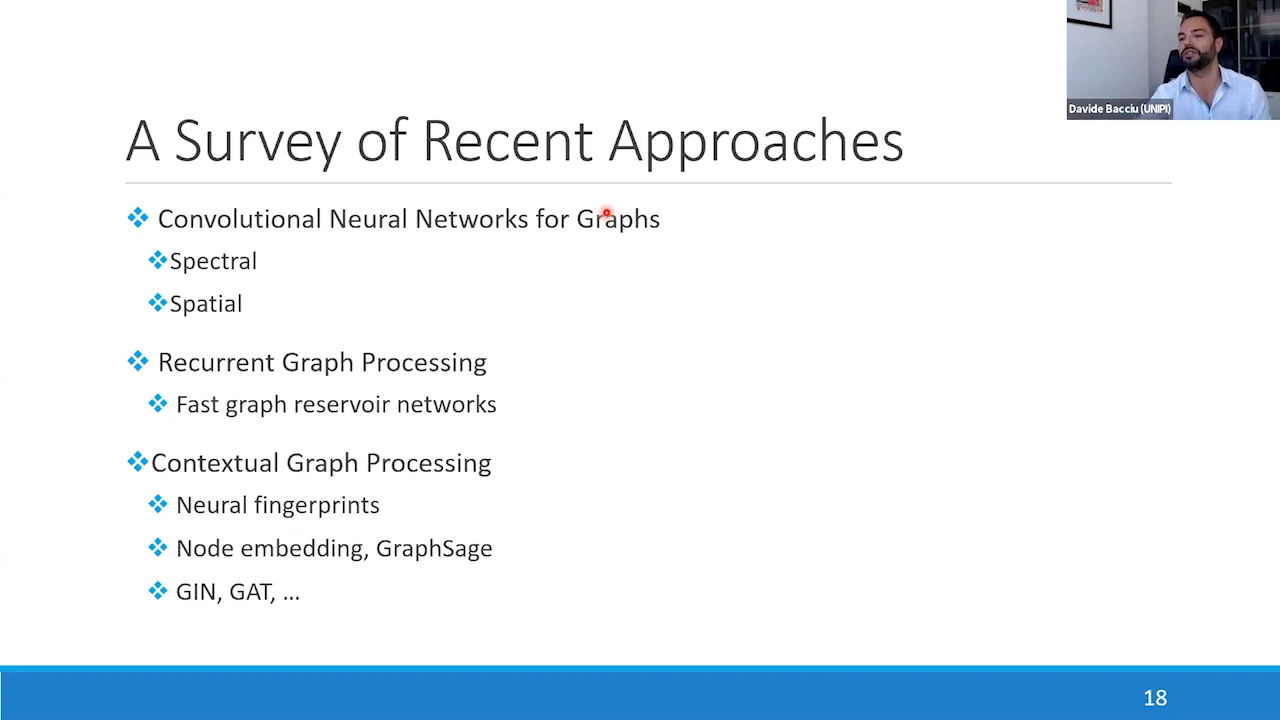 Davide Bacciu (UNIPI)
A Survey of Recent Approaches
Convolutional Neural Networks for Graphs
Spectral
Spatial
Recurrent Graph Processing
Fast graph reservoir networks
Contextual Graph Processing
Neural fingerprints
Node embedding, GraphSage
GIN, GAT, …
18